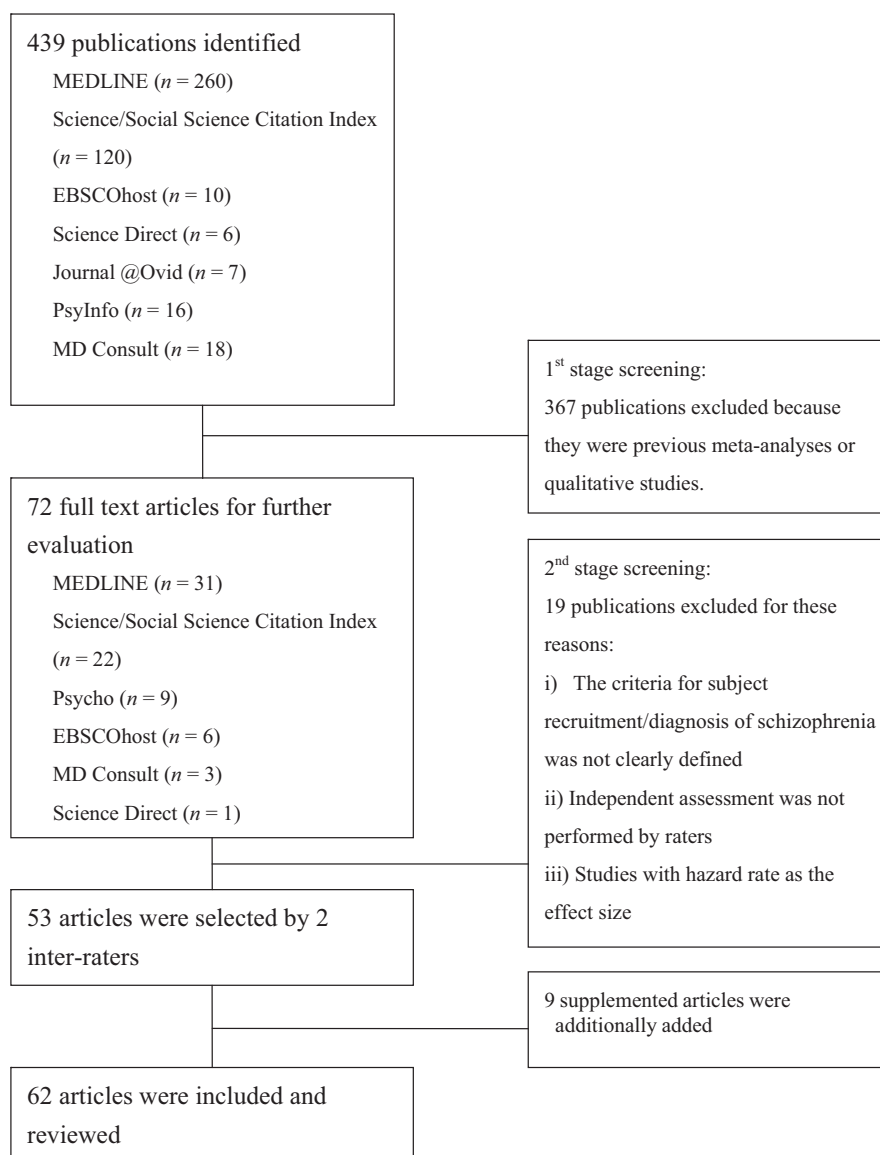 439 publications identified
MEDLINE (n = 260)
Science/Social Science Citation Index
(n = 120)
EBSCOhost (n = 10)
Science Direct (n = 6)
Journal @Ovid (n = 7)
PsyInfo (n = 16)
MD Consult (n = 18)
1st stage screening:
367 publications excluded because
they were previous meta-analyses or
qualitative studies.
72 full text articles for further
evaluation
MEDLINE (n = 31)
Science/Social Science Citation Index
(n = 22)
Psycho (n = 9)
EBSCOhost (n = 6)
MD Consult (n = 3)
Science Direct (n = 1)
2nd stage screening:
19 publications excluded for these
reasons:
i) The criteria for subject
recruitment/diagnosis of schizophrenia
was not clearly defined
ii) Independent assessment was not
performed by raters
iii) Studies with hazard rate as the
effect size
53 articles were selected by 2
inter-raters
9 supplemented articles were
additionally added
62 articles were included and
reviewed